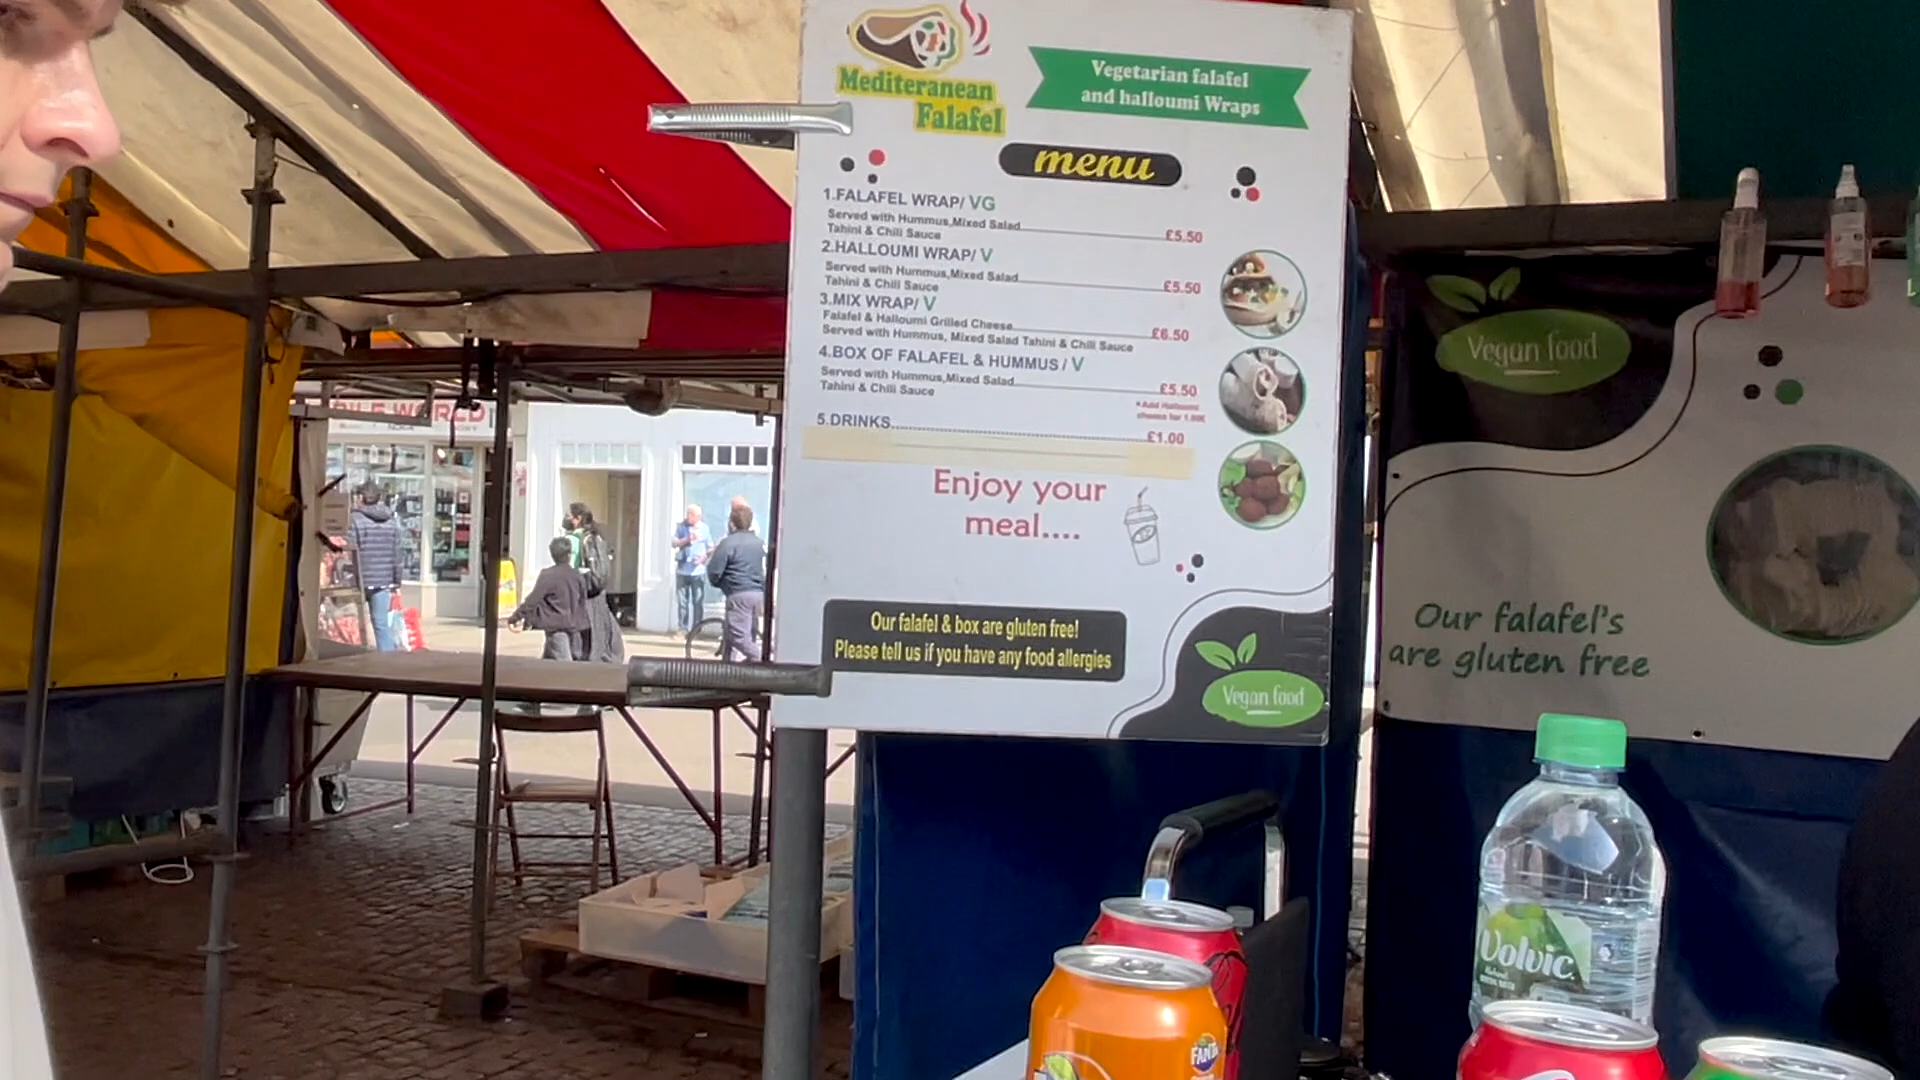 Mediteranean
Falafel
Vegetarian falafel
and halloumi Wraps
menu
1.FALAFEL WRAP/ VG
Served with Hummus,Mixed Salad
Tahini & Chili Sauce
£5.50
2.HALLOUMI WRAP/ V
Served with Hummus,Mixed Salad
Tahini & Chili Sauce
£5.50
3.MIX WRAP/ V
Falafel & Halloumi Grilled Cheese
£6.50
Served with Hummus, Mixed Salad Tahini & Chili Sauce
4.BOX OF FALAFEL & HUMMUS / V
Served with Hummus,Mixed Salad
Tahini & Chili Sauce
£5.50
5.DRINKS
£1.00
Enjoy your
meal....
Our falafel & box are gluten free!
Please tell us if you have any food allergies
Vegan food
Vegan food
Our falafel's
are gluten free
Volvic
FANTA
WORLD